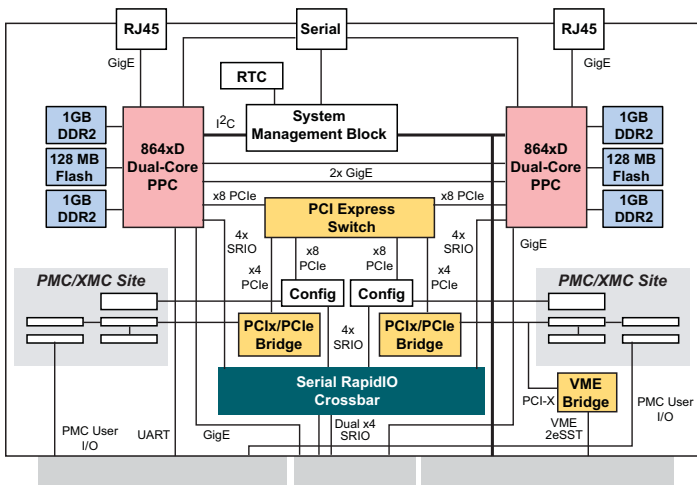 RJ45
Serial
RJ45
GigE
GigE
RTC
1GB
DDR2
128 MB
Flash
1GB
DDR2
864xD
Dual-Core
PPC
I2C
System
Management Block
864xD
Dual-Core
PPC
1GB
DDR2
128 MB
Flash
1GB
DDR2
2x GigE
x8 PCIe
x8 PCIe
PCI Express
Switch
4x
SRIO
x8
PCIe
x8
PCIe
4x
SRIO
GigE
x4
PCIe
x4
PCIe
PMC/XMC Site
Config
Config
PMC/XMC Site
PCIx/PCIe
Bridge
4x
SRIO
PCIx/PCIe
Bridge
Serial RapidIO
Crossbar
VME
Bridge
PCI-X
PMC User
I/O
UART
GigE
Dual x4
SRIO
VME
2eSST
PMC User
I/O